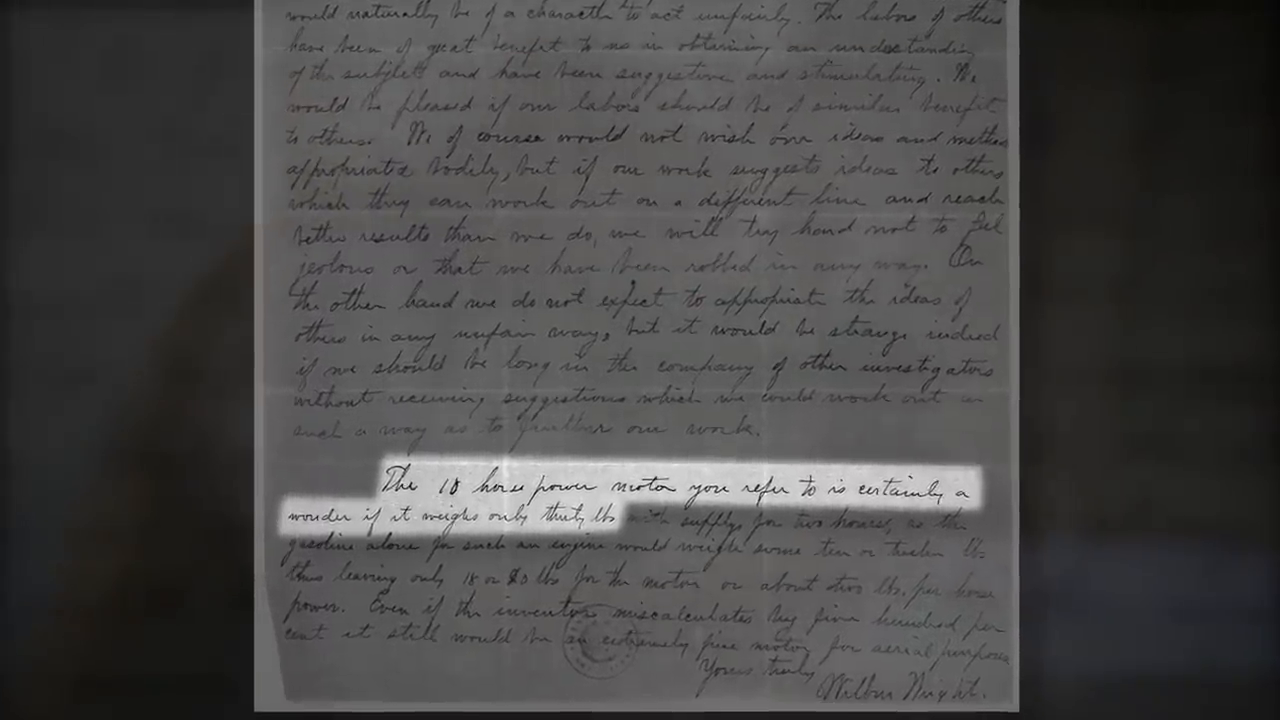 would naturally be of a character to act unfairly. The labors of others
have been of great benefit to us in obtaining an understanding
of the subject and have been suggestive and stimulating. We
would be pleased if our labors should be of similar benefit
to others. We of course would not wish our ideas and methods
appropriated bodily, but if our work suggests ideas to others
which they can work out on a different line and reach
better results than we do, we will try hard not to feel
jealous or that we have been robbed in any way. On
the other hand we do not expect to appropriate the ideas of
others in any unfair way, but it would be strange indeed
if we should be long in the company of other investigators
without receiving suggestions which we could work out in
such a way as to further our work.
The 10 horse power motor you refer to is certainly a
wonder if it weighs only thirty lbs with supplys for two hours, as the
gasoline alone for such an engine would weigh some ten or twelve lbs
thus leaving only 18 or 20 lbs for the motor or about two lbs. per horse
power. Even if the inventor miscalculates by five hundred per
cent it still would be an extremely fine motor for aerial purposes
Yours truly
Wilbur Wright.